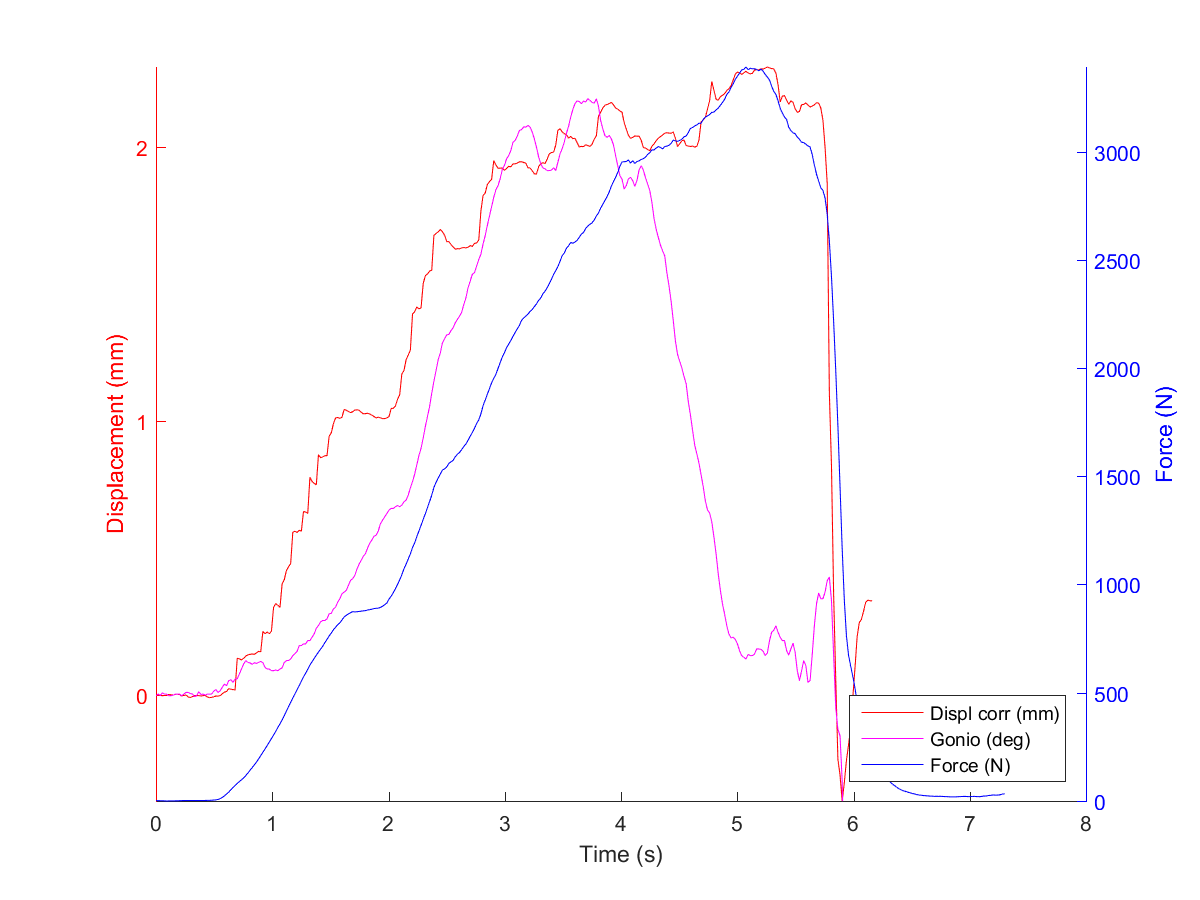 2
1
0
Displacement (mm)
3000
2500
2000
1500
1000
500
0
Force (N)
Displ corr (mm)
Gonio (deg)
Force (N)
0 1 2 3 4 5 6 7 8
Time (s)